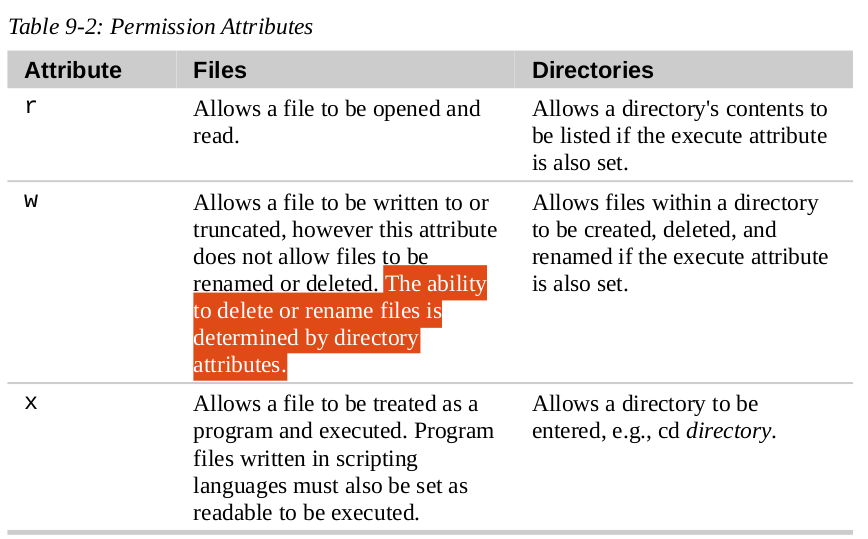 Table 9-2: Permission Attributes
Attribute Files Directories
r Allows a file to be opened and read. Allows a directory's contents to be listed if the execute attribute is also set.
w Allows a file to be written to or truncated, however this attribute does not allow files to be renamed or deleted. The ability to delete or rename files is determined by directory attributes. Allows files within a directory to be created, deleted, and renamed if the execute attribute is also set.
x Allows a file to be treated as a program and executed. Program files written in scripting languages must also be set as readable to be executed. Allows a directory to be entered, e.g., cd directory.